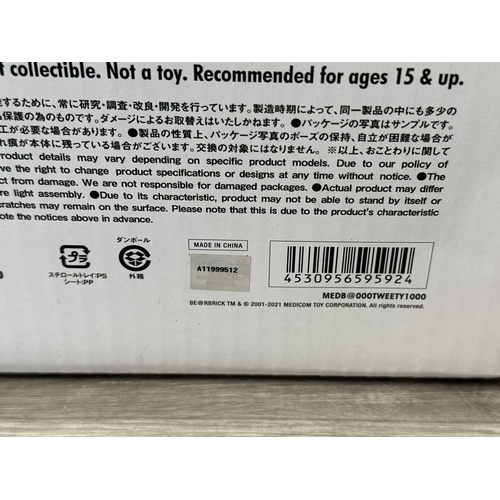 collectible. Not a toy. Recommended for ages 15 & up.
するために、常に研究・調査・改良・開発を行っています。製造時期によって、同一製品の中にも多少の
品保護の為のものです。ダメージによるお取替えはいたしかねます。 ●パッケージの写真はサンプルです。
工が必要な場合があります。 ●製品の性質上、パッケージ写真のポーズの保持、自立が困難な場合が
れ痕が本体に残っている場合がございます。交換の対象にはなりません。 ※以上、おことわりに関して
roduct details may vary depending on specific product models. Due to our policy of
ve the right to change product specifications or designs at any time without notice. ●The
ct from damage. We are not responsible for damaged packages. ●Actual product may differ
re light assembly. ●Due to its characteristic, product may not be able to stand by itself or
cratches may remain on the surface. Please note that this is due to the product's characteristic
ote the notices above in advance.
プラ
スチロールトレイ:PS
シート:PP
ダンボール
外箱
MADE IN CHINA
A11999512
4530956595924
MEDB@000TWEETY1000
BE@RBRICK TM & © 2001-2021 MEDICOM TOY CORPORATION. All rights reserved.